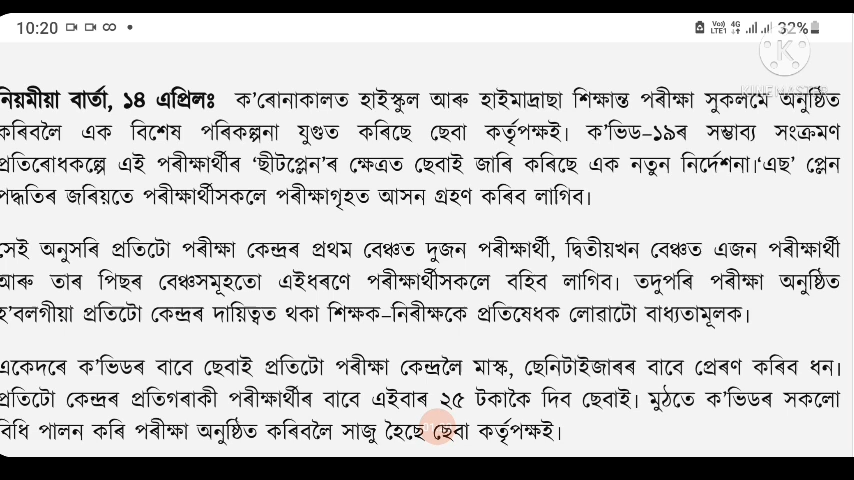 10:20
Vo)) 4G
LTE1 32%
নিয়মীয়া বাৰ্তা, ১৪ এপ্ৰিলঃ ক’ৰোনাকালত হাইস্কুল আৰু হাইমাদ্ৰাছা শিক্ষান্ত পৰীক্ষা সুকলমে অনুষ্ঠিত
কৰিবলৈ এক বিশেষ পৰিকল্পনা যুগুত কৰিছে ছেবা কৰ্তৃপক্ষই। ক’ভিড-১৯ৰ সম্ভাব্য সংক্ৰমণ
প্ৰতিৰোধকল্পে এই পৰীক্ষাৰ্থীৰ ‘ছীটপ্লেন’ৰ ক্ষেত্ৰত ছেবাই জাৰি কৰিছে এক নতুন নিৰ্দেশনা।‘এছ’ প্লেন
পদ্ধতিৰ জৰিয়তে পৰীক্ষাৰ্থীসকলে পৰীক্ষাগৃহত আসন গ্ৰহণ কৰিব লাগিব।
সেই অনুসৰি প্ৰতিটো পৰীক্ষা কেন্দ্ৰৰ প্ৰথম বেঞ্চত দুজন পৰীক্ষাৰ্থী, দ্বিতীয়খন বেঞ্চত এজন পৰীক্ষাৰ্থী
আৰু তাৰ পিছৰ বেঞ্চসমূহতো এইধৰণে পৰীক্ষাৰ্থীসকলে বহিব লাগিব। তদুপৰি পৰীক্ষা অনুষ্ঠিত
হ’বলগীয়া প্ৰতিটো কেন্দ্ৰৰ দায়িত্বত থকা শিক্ষক-নিৰীক্ষকে প্ৰতিষেধক লোৱাটো বাধ্যতামূলক।
একেদৰে ক’ভিডৰ বাবে ছেবাই প্ৰতিটো পৰীক্ষা কেন্দ্ৰলৈ মাস্ক, ছেনিটাইজাৰৰ বাবে প্ৰেৰণ কৰিব ধন।
প্ৰতিটো কেন্দ্ৰৰ প্ৰতিগৰাকী পৰীক্ষাৰ্থীৰ বাবে এইবাৰ ২৫ টকাকৈ দিব ছেবাই। মুঠতে ক’ভিডৰ সকলো
বিধি পালন কৰি পৰীক্ষা অনুষ্ঠিত কৰিবলৈ সাজু হৈছে ছেবা কৰ্তৃপক্ষই।